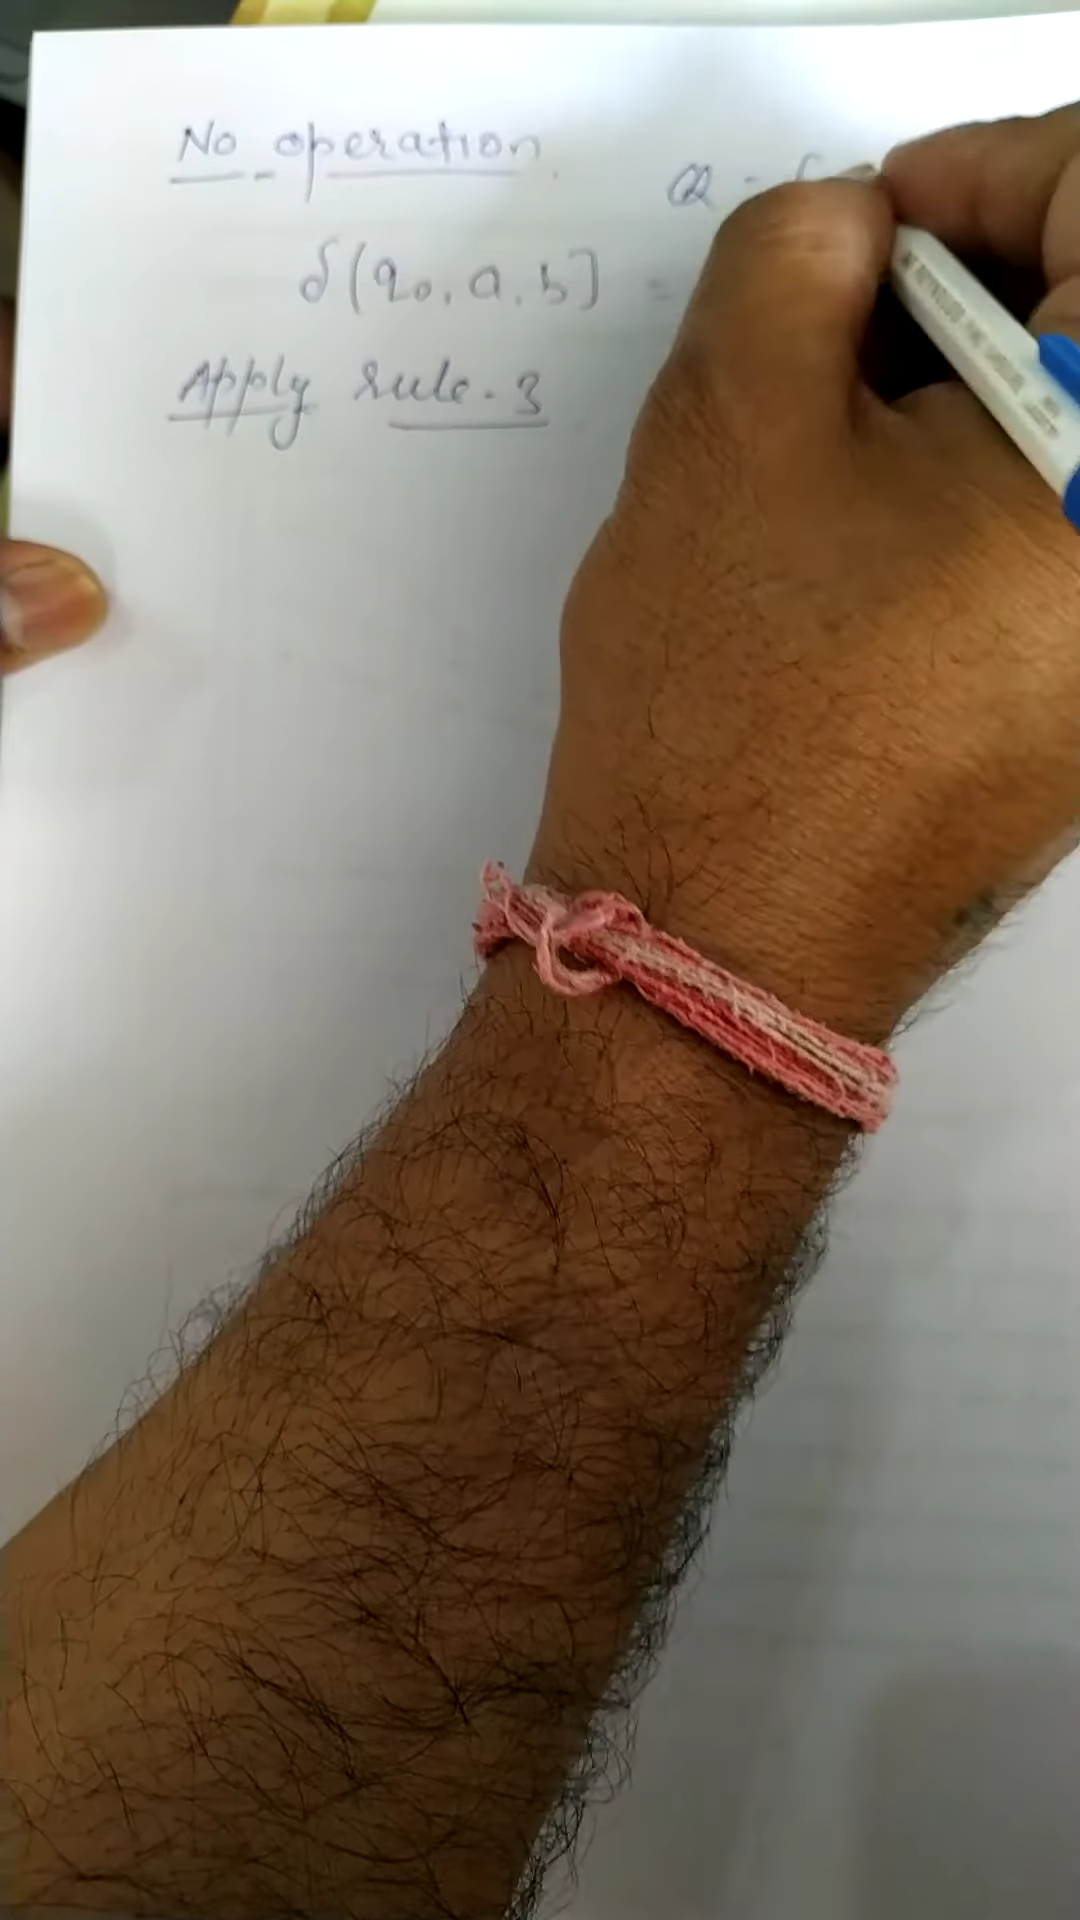 No operation.
Q = {
δ(q₀, a, b) =
Apply rule-3